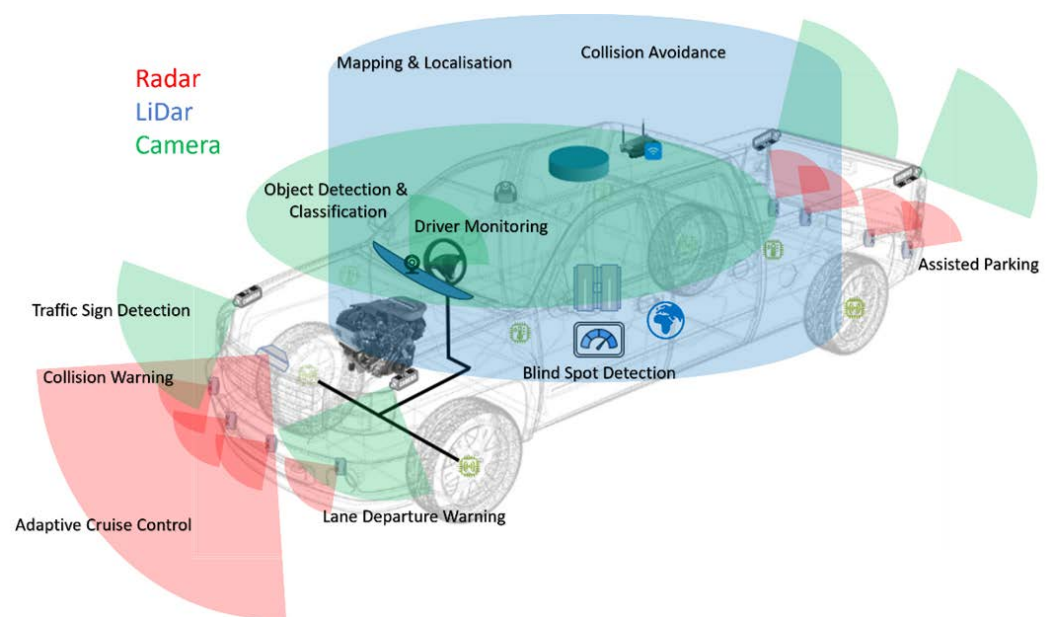 Mapping & Localisation
Collision Avoidance
Radar
LiDar
Camera
Object Detection &
Classification
Driver Monitoring
Assisted Parking
Traffic Sign Detection
Collision Warning
Blind Spot Detection
Adaptive Cruise Control
Lane Departure Warning